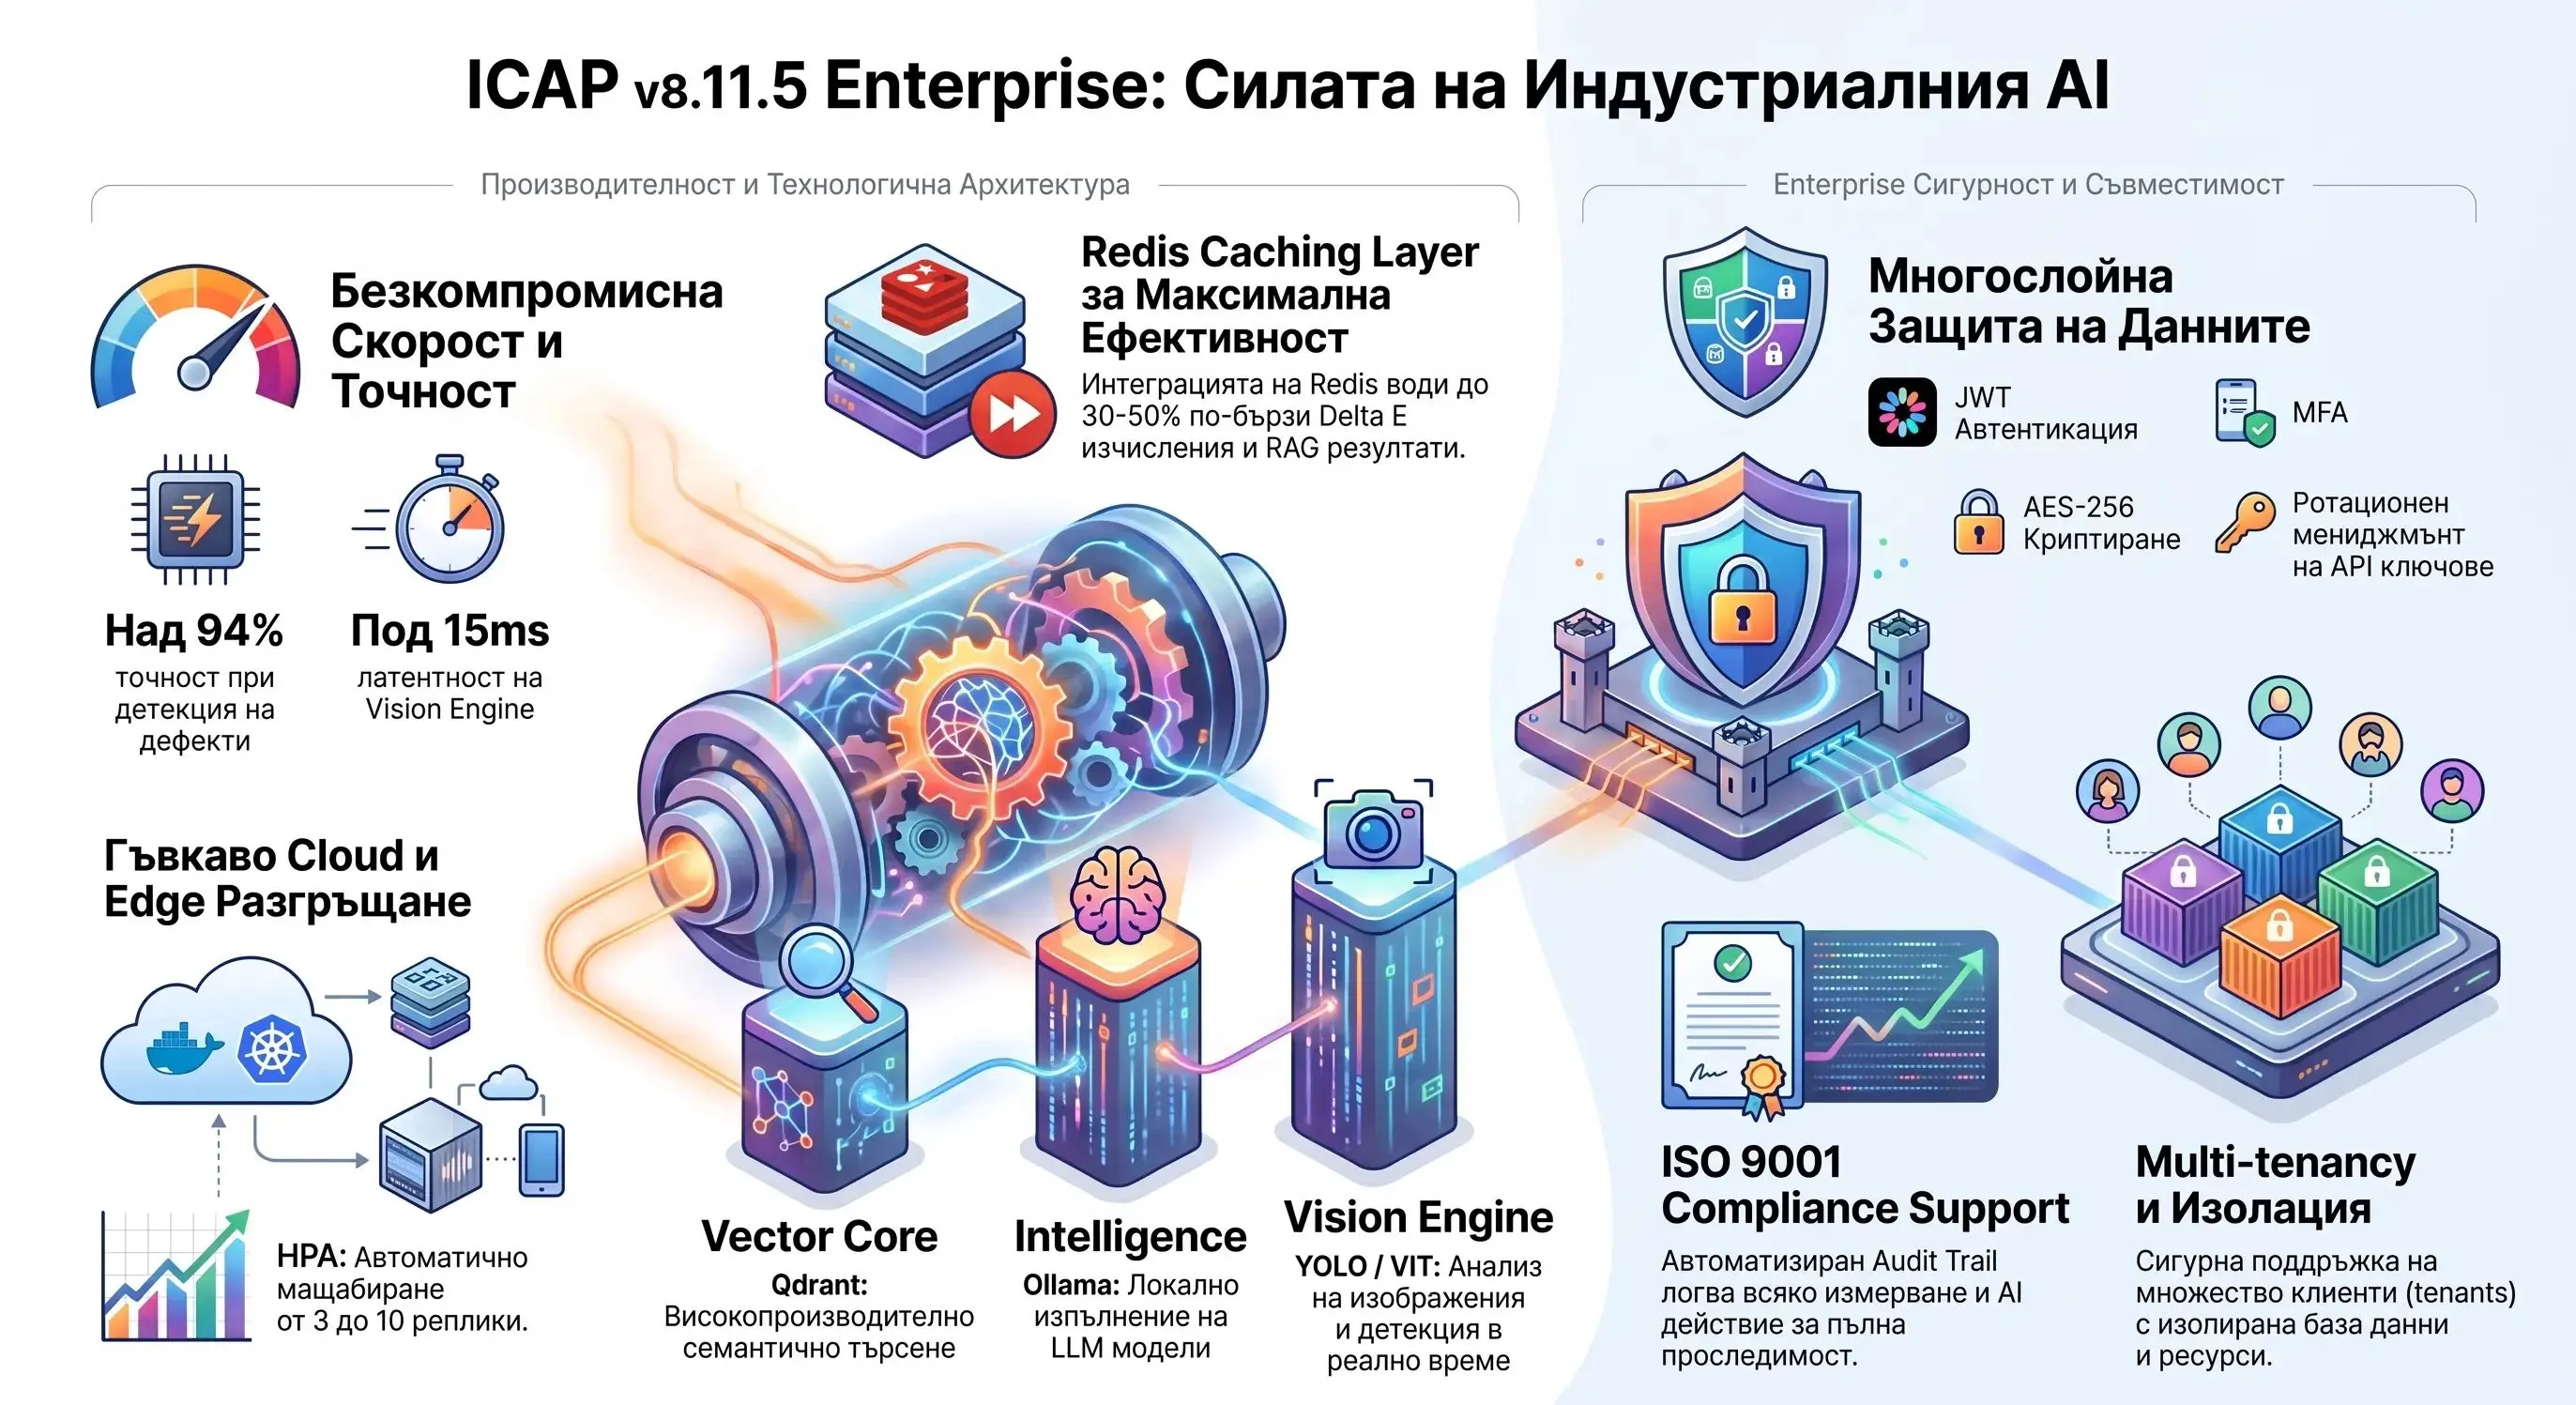 ICAP v8.11.5 Enterprise: Силата на Индустриалния AI
Производителност и Технологична Архитектура
Безкомпромисна
Скорост и
Точност
Над 94%
точност при
детекция на
дефекти
Под 15ms
латентност на
Vision Engine
Redis Caching Layer
за Максимална
Ефективност
Интеграцията на Redis води до
30-50% по-бързи Delta E
изчисления и RAG резултати.
Гъвкаво Cloud и
Edge Разгръщане
HPA: Автоматично
мащабиране
от 3 до 10 реплики.
Vector Core
Qdrant:
Високопроизводително
семантично търсене
Intelligence
Ollama: Локално
изпълнение на
LLM модели
Vision Engine
YOLO / VIT: Анализ
на изображения
и детекция в
реално време
Enterprise Сигурност и Съвместимост
Многослойна
Защита на Данните
JWT
Автентикация
MFA
AES-256
Криптиране
Ротационен
мениджмънт
на API ключове
ISO 9001
Compliance Support
Автоматизиран Audit Trail
логва всяко измерване и AI
действие за пълна
проследимост.
Multi-tenancy
и Изолация
Сигурна поддръжка на
множество клиенти (tenants)
с изолирана база данни
и ресурси.